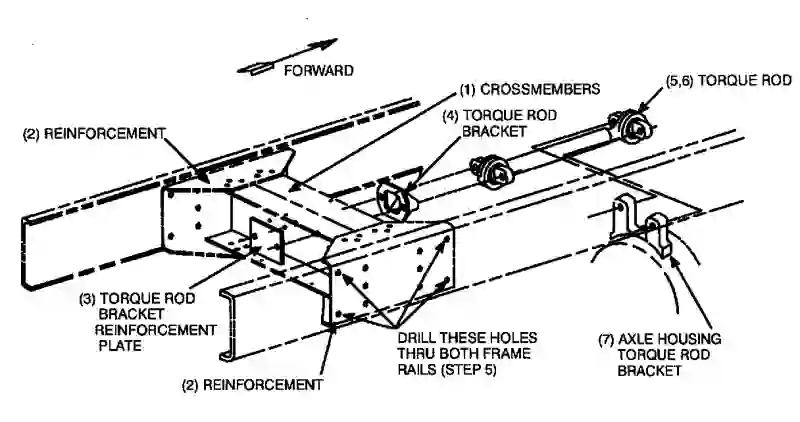 FORWARD
(1) CROSSMEMBERS
(5,6) TORQUE ROD
(4) TORQUE ROD
BRACKET
(2) REINFORCEMENT
(3) TORQUE ROD
BRACKET
REINFORCEMENT
PLATE
DRILL THESE HOLES
THRU BOTH FRAME
RAILS (STEP 5)
(7) AXLE HOUSING
TORQUE ROD
BRACKET
(2) REINFORCEMENT